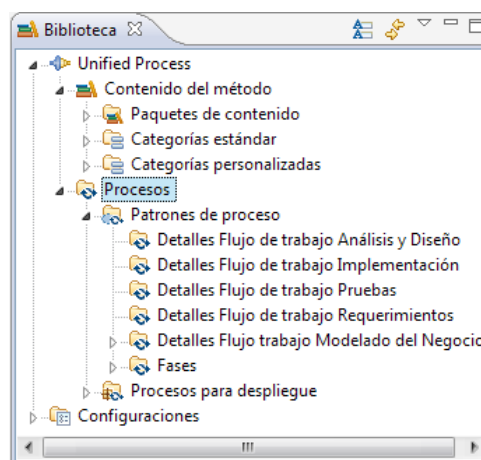 Biblioteca
Unified Process
Contenido del método
Paquetes de contenido
Categorías estándar
Categorías personalizadas
Procesos
Patrones de proceso
Detalles Flujo de trabajo Análisis y Diseño
Detalles Flujo de trabajo Implementación
Detalles Flujo de trabajo Pruebas
Detalles Flujo de trabajo Requerimientos
Detalles Flujo trabajo Modelado del Negocio
Fases
Procesos para despliegue
Configuraciones